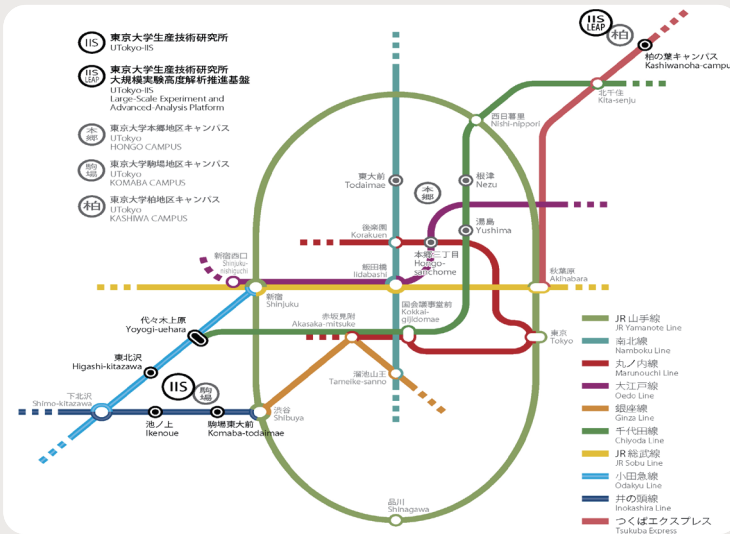 IIS
東京大学生産技術研究所
UTokyo-IIS
IIS
LEAP
東京大学生産技術研究所
大規模実験高度解析推進基盤
UTokyo-IIS
Large-Scale Experiment and
Advanced-Analysis Platform
本郷
東京大学本郷地区キャンパス
UTokyo
HONGO CAMPUS
駒場
東京大学駒場地区キャンパス
UTokyo
KOMABA CAMPUS
柏
東京大学柏地区キャンパス
UTokyo
KASHIWA CAMPUS
IIS
LEAP
柏
柏の葉キャンパス
Kashiwanoha-campu
北千住
Kita-senju
西日暮里
Nishi-nippori
東大前
Todaimae
本郷
根津
Nezu
湯島
Yushima
後楽園
Korakuen
本郷三丁目
Hongo-
sanchome
新宿西口
Shinjuku-
nishiguchi
飯田橋
Iidabashi
新宿
Shinjuku
秋葉原
Akihabara
国会議事堂前
Kokkai-
gijidomae
赤坂見附
Akasaka-mitsuke
代々木上原
Yoyogi-uehara
東京
Tokyo
東北沢
Higashi-kitazawa
溜池山王
Tameike-sanno
IIS
駒場
下北沢
Shimo-kitazawa
池ノ上
Ikenoue
駒場東大前
Komaba-todaimae
渋谷
Shibuya
品川
Shinagawa
JR山手線
JR Yamanote Line
南北線
Namboku Line
丸ノ内線
Marunouchi Line
大江戸線
Oedo Line
銀座線
Ginza Line
千代田線
Chiyoda Line
JR総武線
JR Sobu Line
小田急線
Odakyu Line
井の頭線
Inokashira Line
つくばエクスプレス
Tsukuba Express